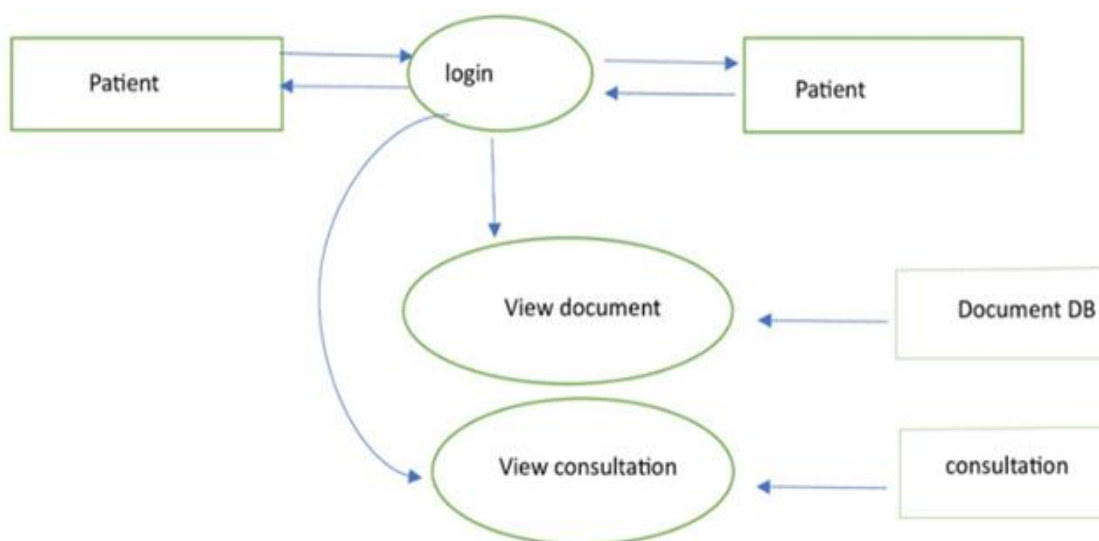 Patient
login
Patient
View document
Document DB
View consultation
consultation